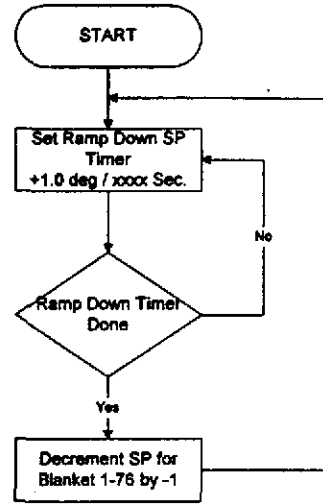 START
Set Ramp Down SP
Timer
+1.0 deg / xxxx Sec.
No
Ramp Down Timer
Done
Yes
Decrement SP for
Blanket 1-76 by -1